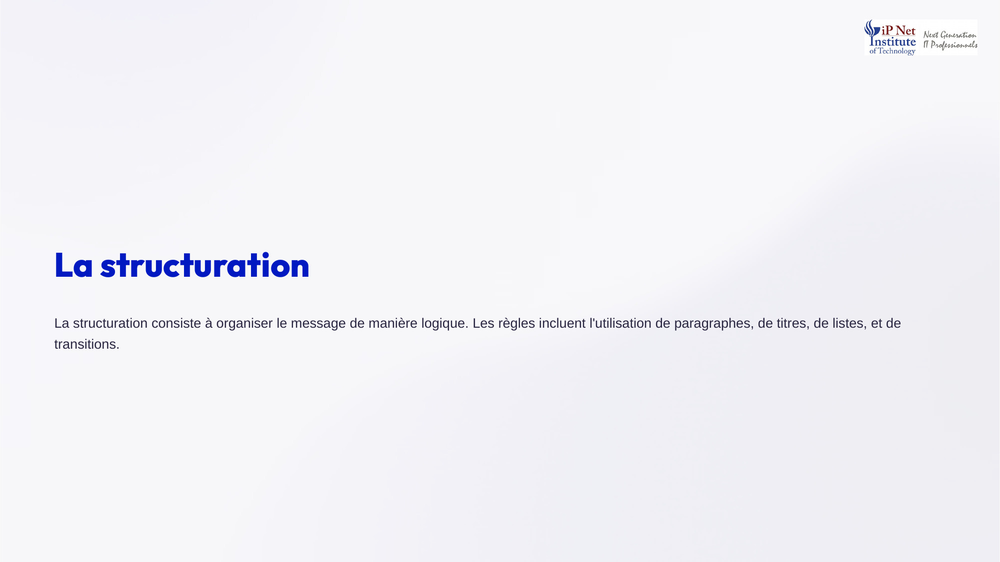 iP Net
Institute
of Technology
Next Generation
IT Professionnels
La structuration
La structuration consiste à organiser le message de manière logique. Les règles incluent l'utilisation de paragraphes, de titres, de listes, et de
transitions.